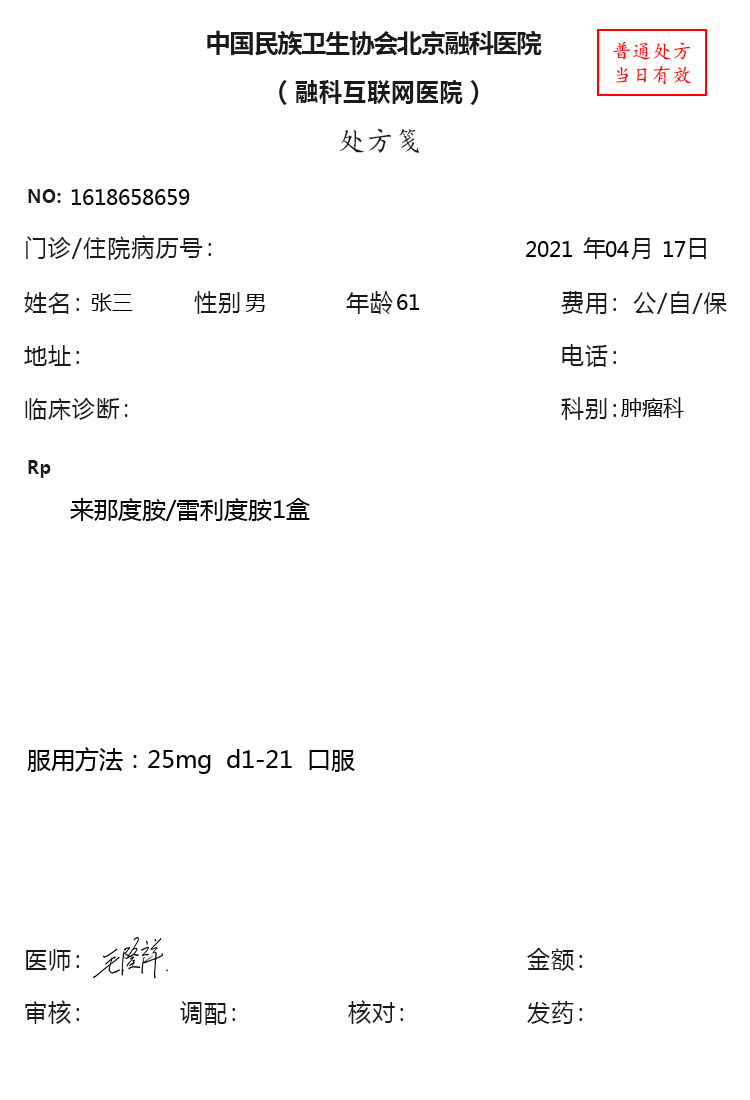 中国民族卫生协会北京融科医院
（融科互联网医院）
普通处方
当日有效
处方笺
NO: 1618658659
门诊/住院病历号： 2021 年04月 17日
姓名：张三 性别 男 年龄 61 费用： 公/自/保
地址： 电话：
临床诊断： 科别：肿瘤科
Rp
来那度胺/雷利度胺1盒
服用方法：25mg d1-21 口服
医师： 金额：
审核： 调配： 核对： 发药：